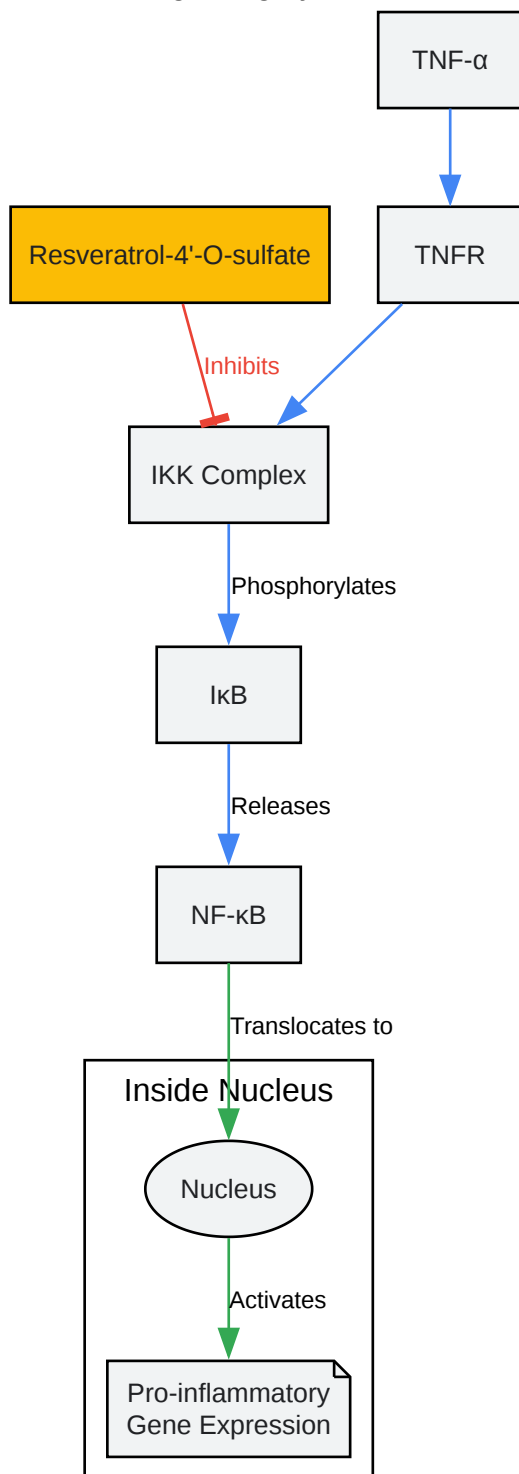 TNF-α
Resveratrol-4'-O-sulfate
TNFR
Inhibits
IKK Complex
Phosphorylates
IκB
Releases
NF-κB
Translocates to
Inside Nucleus
Nucleus
Activates
Pro-inflammatory
Gene Expression